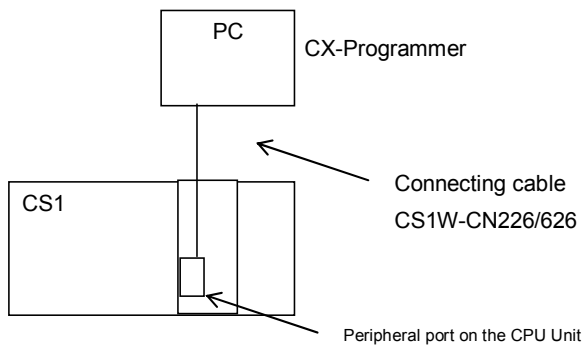 PC
CX-Programmer
Connecting cable
CS1W-CN226/626
CS1
Peripheral port on the CPU Unit